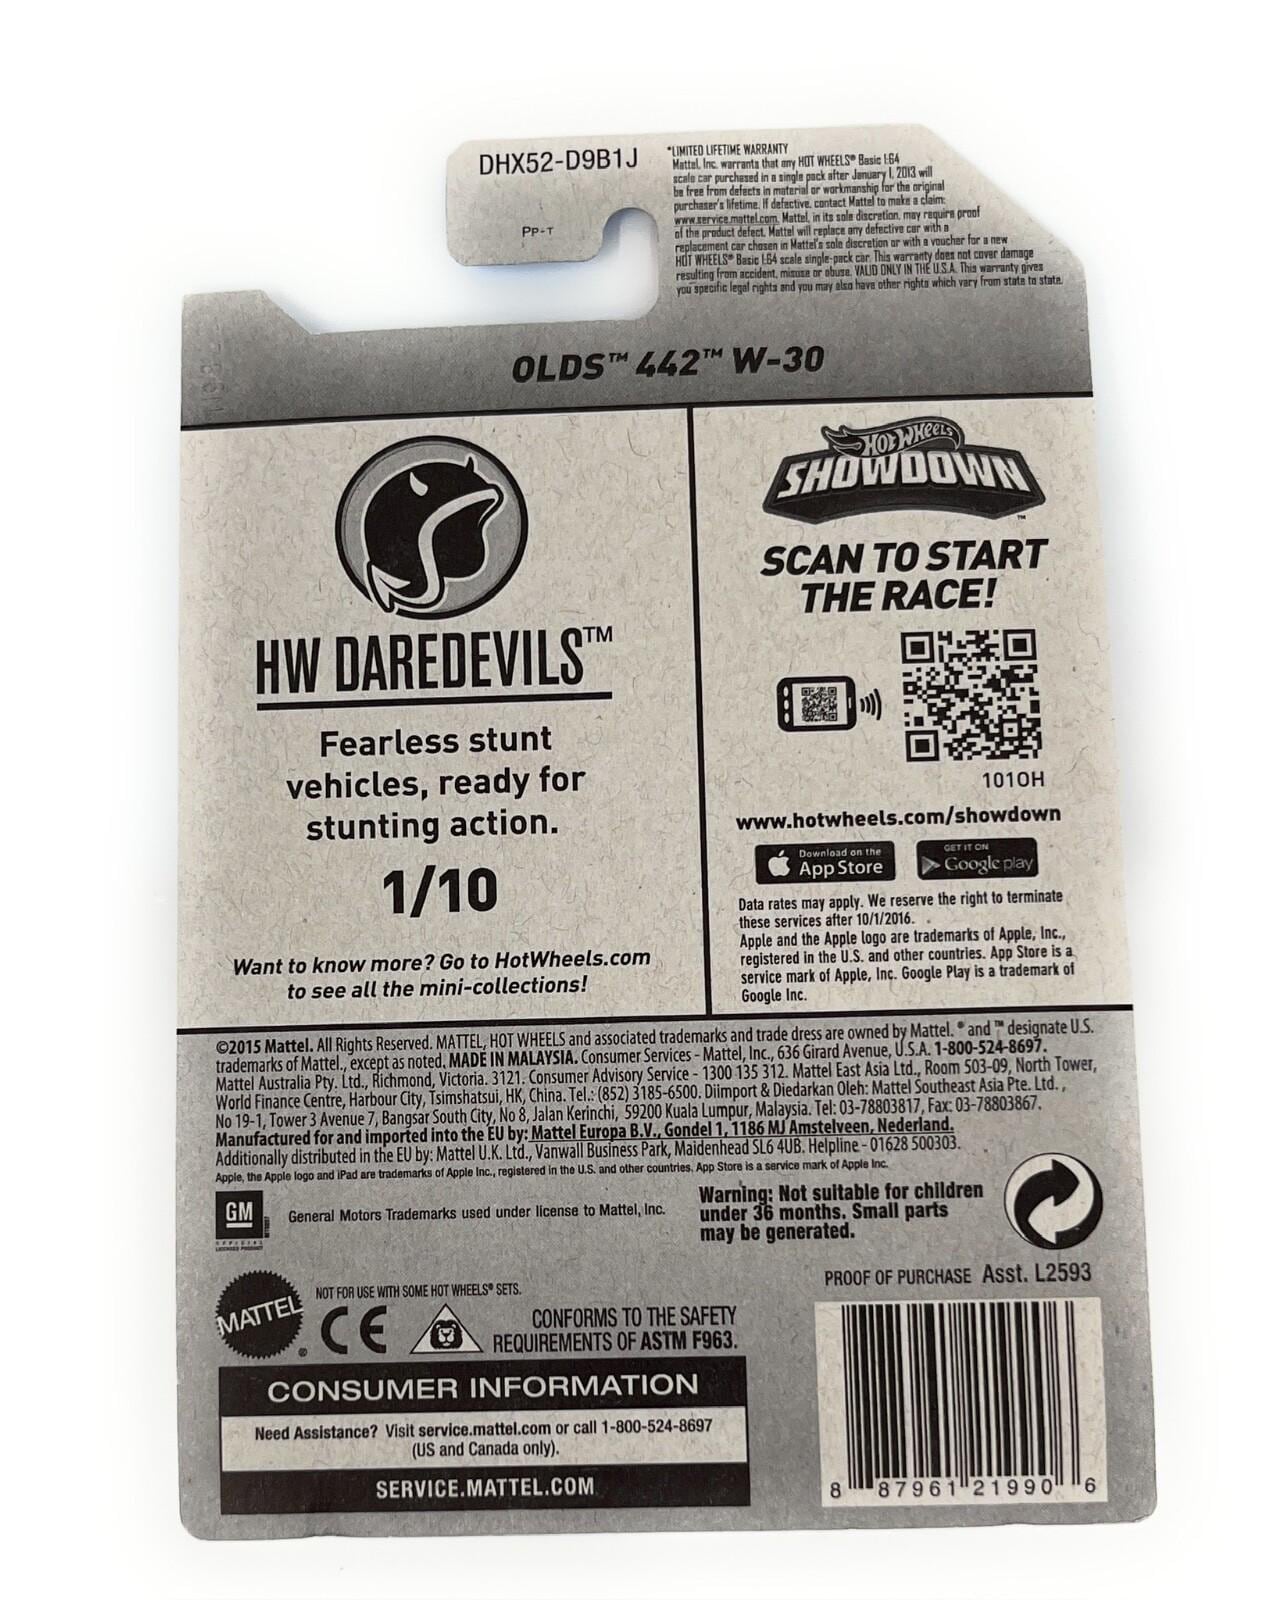 DHX52-D9B1J
PP-T
*LIMITED LIFETIME WARRANTY
Mattel, Inc. warrants that any HOT WHEELS® Basic 1:64
scale car purchased in a single pack after January 1, 2013 will
be free from defects in material or workmanship for the original
purchaser's lifetime. If defective, contact Mattel to make a claim:
www.service.mattel.com. Mattel, in its sole discretion, may require proof
of the product defect. Mattel will replace any defective car with a
replacement car chosen in Mattel's sole discretion or with a voucher for a new
HOT WHEELS® Basic 1:64 scale single-pack car. This warranty does not cover damage
resulting from accident, misuse or abuse. VALID ONLY IN THE U.S.A. This warranty gives
you specific legal rights and you may also have other rights which vary from state to state.
OLDS™ 442™ W-30
HW DAREDEVILS™
Fearless stunt
vehicles, ready for
stunting action.
1/10
Want to know more? Go to HotWheels.com
to see all the mini-collections!
HOT WHEELS
SHOWDOWN™
SCAN TO START
THE RACE!
1010H
www.hotwheels.com/showdown
Download on the
App Store
GET IT ON
Google play
Data rates may apply. We reserve the right to terminate
these services after 10/1/2016.
Apple and the Apple logo are trademarks of Apple, Inc.,
registered in the U.S. and other countries. App Store is a
service mark of Apple, Inc. Google Play is a trademark of
Google Inc.
©2015 Mattel. All Rights Reserved. MATTEL, HOT WHEELS and associated trademarks and trade dress are owned by Mattel. ® and ™ designate U.S.
trademarks of Mattel., except as noted. MADE IN MALAYSIA. Consumer Services - Mattel, Inc., 636 Girard Avenue, U.S.A. 1-800-524-8697.
Mattel Australia Pty. Ltd., Richmond, Victoria. 3121. Consumer Advisory Service - 1300 135 312. Mattel East Asia Ltd., Room 503-09, North Tower,
World Finance Centre, Harbour City, Tsimshatsui, HK, China. Tel.: (852) 3185-6500. Diimport & Diedarkan Oleh: Mattel Southeast Asia Pte. Ltd.,
No 19-1, Tower 3 Avenue 7, Bangsar South City, No 8, Jalan Kerinchi, 59200 Kuala Lumpur, Malaysia. Tel: 03-78803817, Fax: 03-78803867.
Manufactured for and imported into the EU by: Mattel Europa B.V., Gondel 1, 1186 MJ Amstelveen, Nederland.
Additionally distributed in the EU by: Mattel U.K. Ltd., Vanwall Business Park, Maidenhead SL6 4UB. Helpline - 01628 500303.
Apple, the Apple logo and iPad are trademarks of Apple Inc., registered in the U.S. and other countries. App Store is a service mark of Apple Inc.
GM
OFFICIAL
LICENSED PRODUCT
General Motors Trademarks used under license to Mattel, Inc.
Warning: Not suitable for children
under 36 months. Small parts
may be generated.
PROOF OF PURCHASE Asst. L2593
MATTEL®
NOT FOR USE WITH SOME HOT WHEELS® SETS.
CE
CONFORMS TO THE SAFETY
REQUIREMENTS OF ASTM F963.
CONSUMER INFORMATION
Need Assistance? Visit service.mattel.com or call 1-800-524-8697
(US and Canada only).
SERVICE.MATTEL.COM
8 87961 21990 6